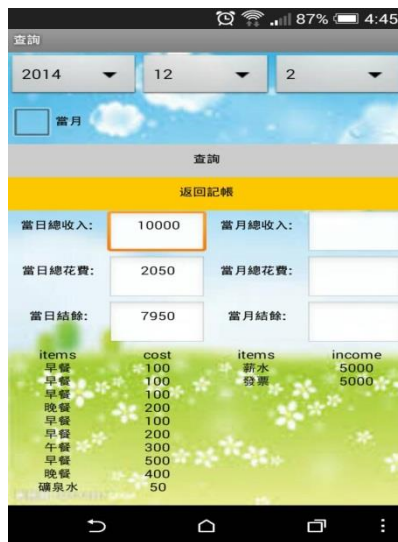 87% 4:45
查詢
2014 12 2
當月
查詢
返回記帳
當日總收入: 10000 當月總收入:
當日總花費: 2050 當月總花費:
當日結餘: 7950 當月結餘:
items cost items income
早餐 100 薪水 5000
早餐 100 發票 5000
早餐 100
晚餐 200
早餐 100
早餐 200
午餐 300
早餐 500
晚餐 400
礦泉水 50